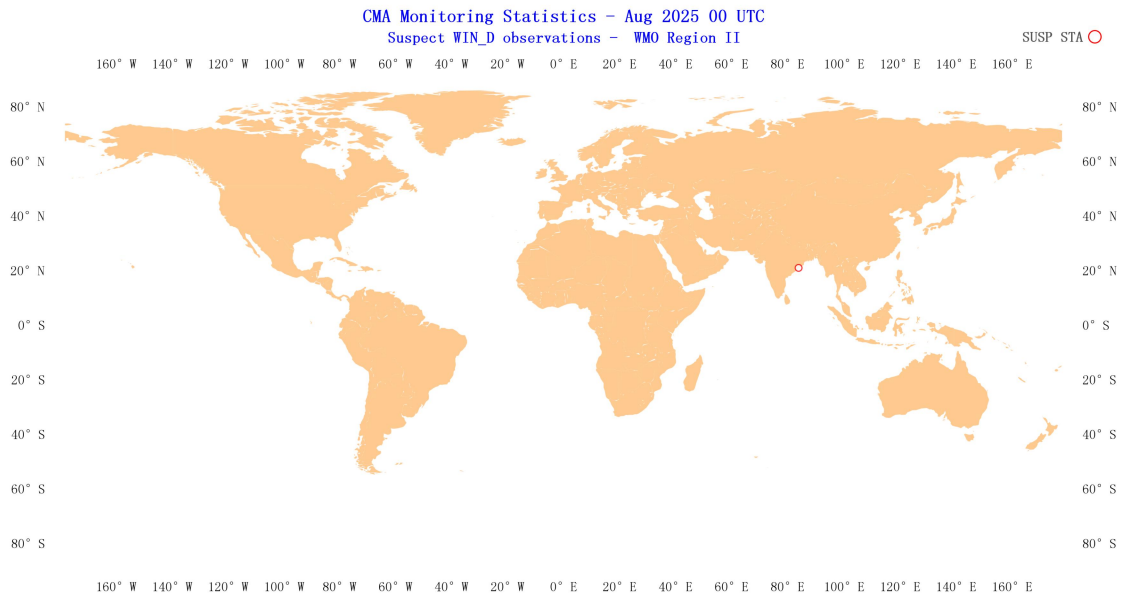 CMA Monitoring Statistics - Aug 2025 00 UTC
Suspect WIN_D observations - WMO Region II
SUSP STA
160° W 140° W 120° W 100° W 80° W 60° W 40° W 20° W 0° E 20° E 40° E 60° E 80° E 100° E 120° E 140° E 160° E
80° N 80° N
60° N 60° N
40° N 40° N
20° N 20° N
0° S 0° S
20° S 20° S
40° S 40° S
60° S 60° S
80° S 80° S
160° W 140° W 120° W 100° W 80° W 60° W 40° W 20° W 0° E 20° E 40° E 60° E 80° E 100° E 120° E 140° E 160° E